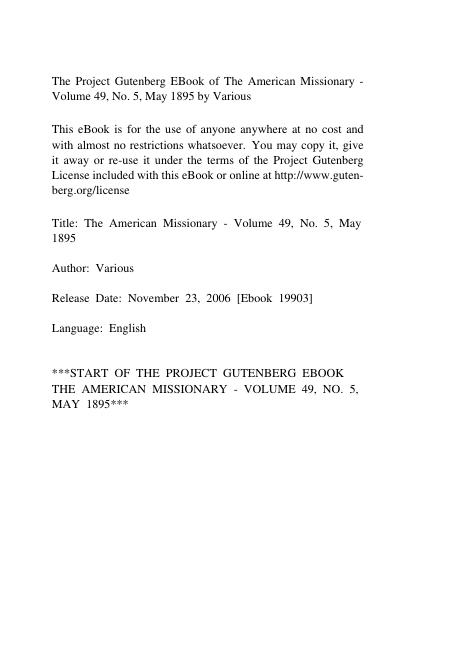 The Project Gutenberg EBook of The American Missionary -
Volume 49, No. 5, May 1895 by Various
This eBook is for the use of anyone anywhere at no cost and
with almost no restrictions whatsoever. You may copy it, give
it away or re-use it under the terms of the Project Gutenberg
License included with this eBook or online at http://www.guten-
berg.org/license
Title: The American Missionary - Volume 49, No. 5, May
1895
Author: Various
Release Date: November 23, 2006 [Ebook 19903]
Language: English
***START OF THE PROJECT GUTENBERG EBOOK
THE AMERICAN MISSIONARY - VOLUME 49, NO. 5,
MAY 1895***